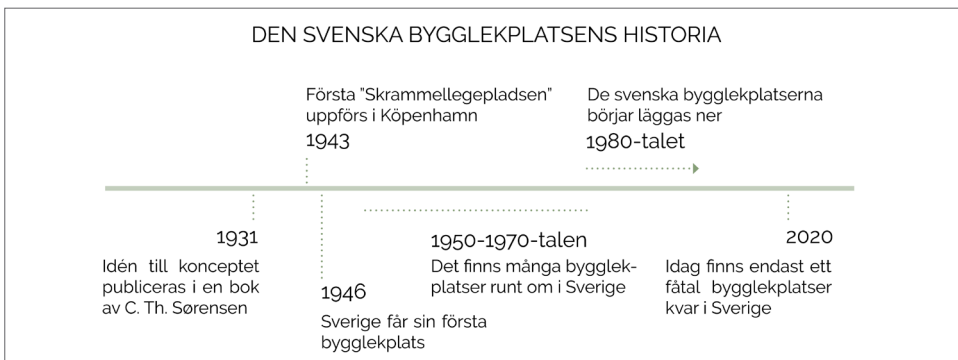 DEN SVENSKA BYGGLEKPLATSENS HISTORIA
Första ”Skrammellegepladsen”
uppförs i Köpenhamn
1943
De svenska bygglekplatserna
börjar läggas ner
1980-talet
1931
Idén till konceptet
publiceras i en bok
av C. Th. Sørensen
1946
Sverige får sin första
bygglekplats
1950-1970-talen
Det finns många bygglek-
platser runt om i Sverige
2020
Idag finns endast ett
fåtal bygglekplatser
kvar i Sverige